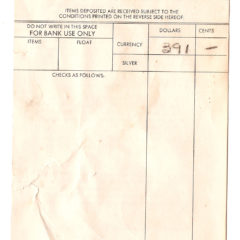 ITEMS DEPOSITED ARE RECEIVED SUBJECT TO THE
CONDITIONS PRINTED ON THE REVERSE SIDE HEREOF.
DO NOT WRITE IN THIS SPACE
FOR BANK USE ONLY
ITEMS FLOAT
DOLLARS CENTS
CURRENCY 391 —
SILVER
CHECKS AS FOLLOWS: